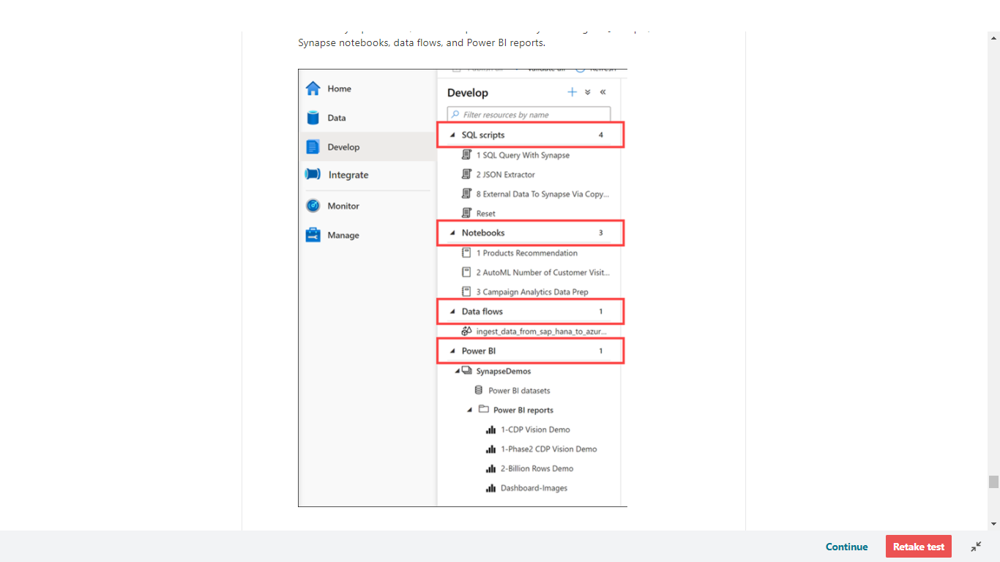 Synapse notebooks, data flows, and Power BI reports.
Refresh
Home
Data
Develop
Integrate
Monitor
Manage
Develop
Filter resources by name
SQL scripts 4
1 SQL Query With Synapse
2 JSON Extractor
8 External Data To Synapse Via Copy...
Reset
Notebooks 3
1 Products Recommendation
2 AutoML Number of Customer Visit...
3 Campaign Analytics Data Prep
Data flows 1
ingest_data_from_sap_hana_to_azur...
Power BI 1
SynapseDemos
Power BI datasets
Power BI reports
1-CDP Vision Demo
1-Phase2 CDP Vision Demo
2-Billion Rows Demo
Dashboard-Images
Continue
Retake test